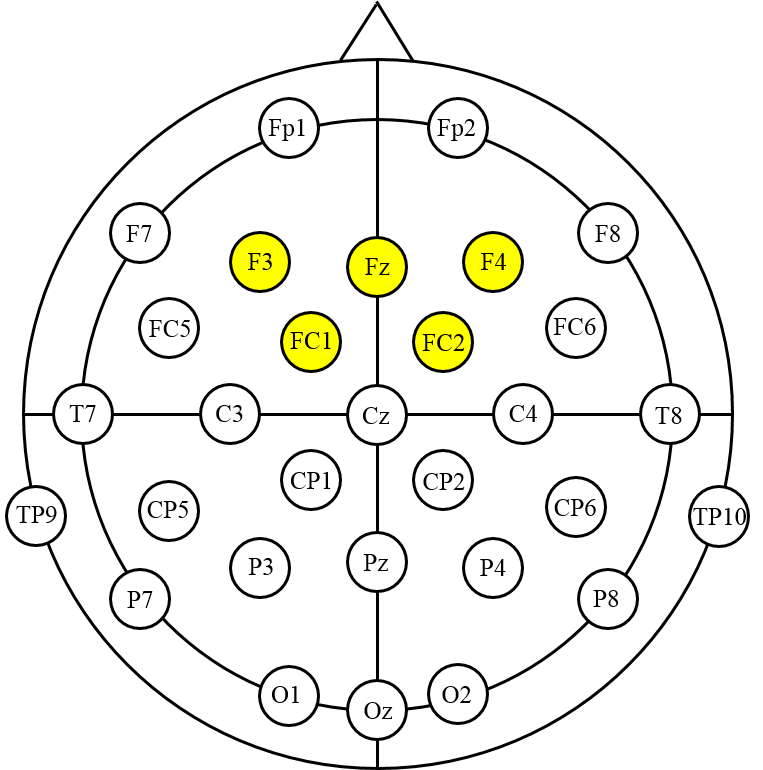 Fp1 Fp2
F7 F8
F3 Fz F4
FC5 FC1 FC2 FC6
T7 C3 Cz C4 T8
CP1 CP2
TP9 CP5 CP6 TP10
P3 Pz P4
P7 P8
O1 Oz O2